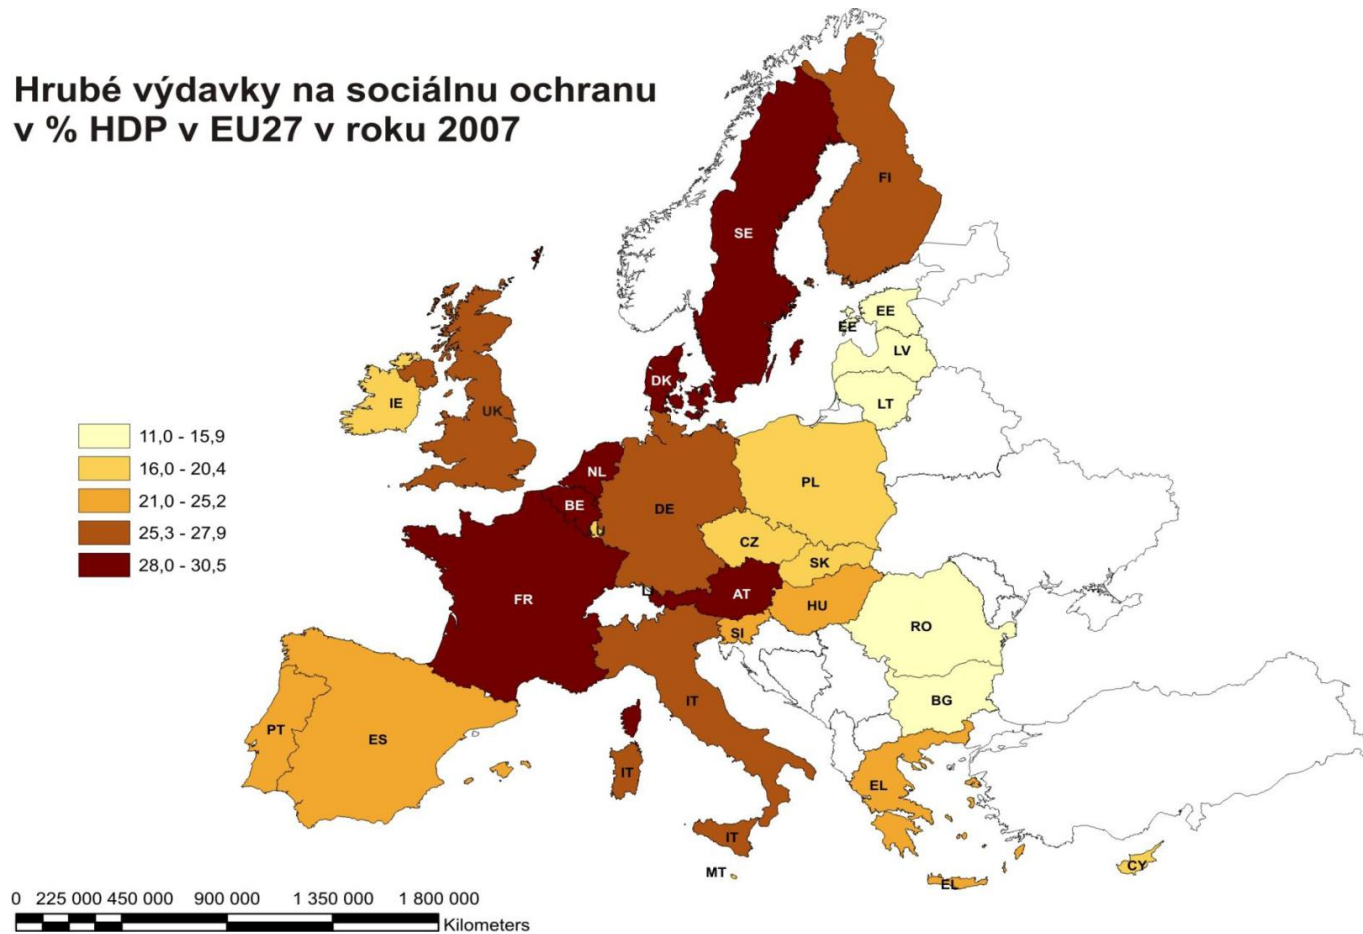 Hrubé výdavky na sociálnu ochranu
v % HDP v EU27 v roku 2007
FI
SE
EE
EE
LV
DK
LT
IE
UK
11,0 - 15,9
16,0 - 20,4
21,0 - 25,2
25,3 - 27,9
28,0 - 30,5
NL
PL
BE
DE
CZ
SK
AT
FR
HU
RO
SI
BG
IT
PT
ES
IT
EL
IT
CY
MT
EL
0 225 000 450 000 900 000 1 350 000 1 800 000
Kilometers